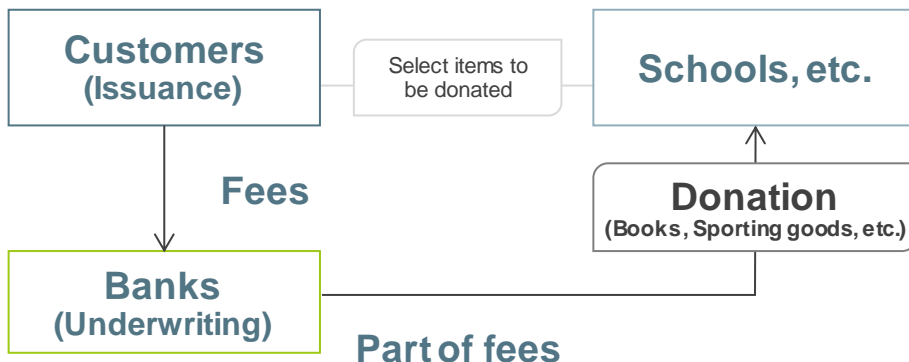 Customers
(Issuance)
Select items to
be donated
Schools, etc.
Fees
Donation
(Books, Sporting goods, etc.)
Banks
(Underwriting)
Part of fees